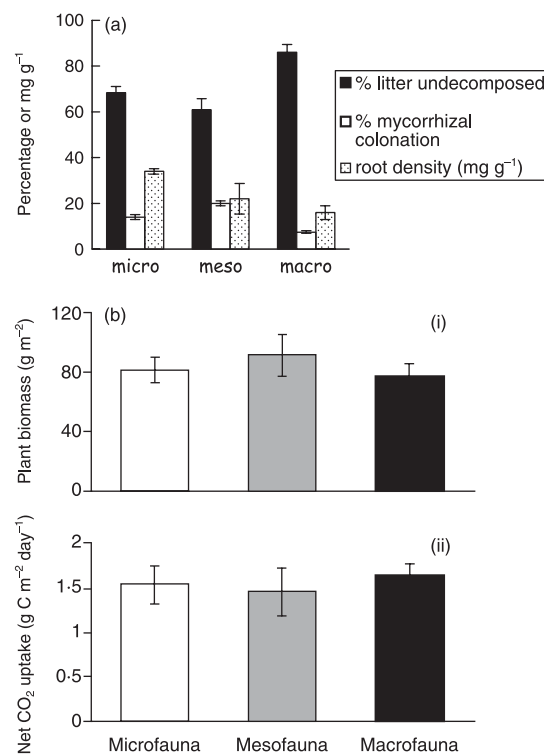 (a)
Percentage or mg g⁻¹
100
80
60
40
20
0
micro meso macro
% litter undecomposed
% mycorrhizal
colonation
root density (mg g⁻¹)
(b)
(i)
Plant biomass (g m⁻²)
120
80
40
0
(ii)
Net CO₂ uptake (g C m⁻² day⁻¹)
2
1·5
1
0·5
0
Microfauna Mesofauna Macrofauna